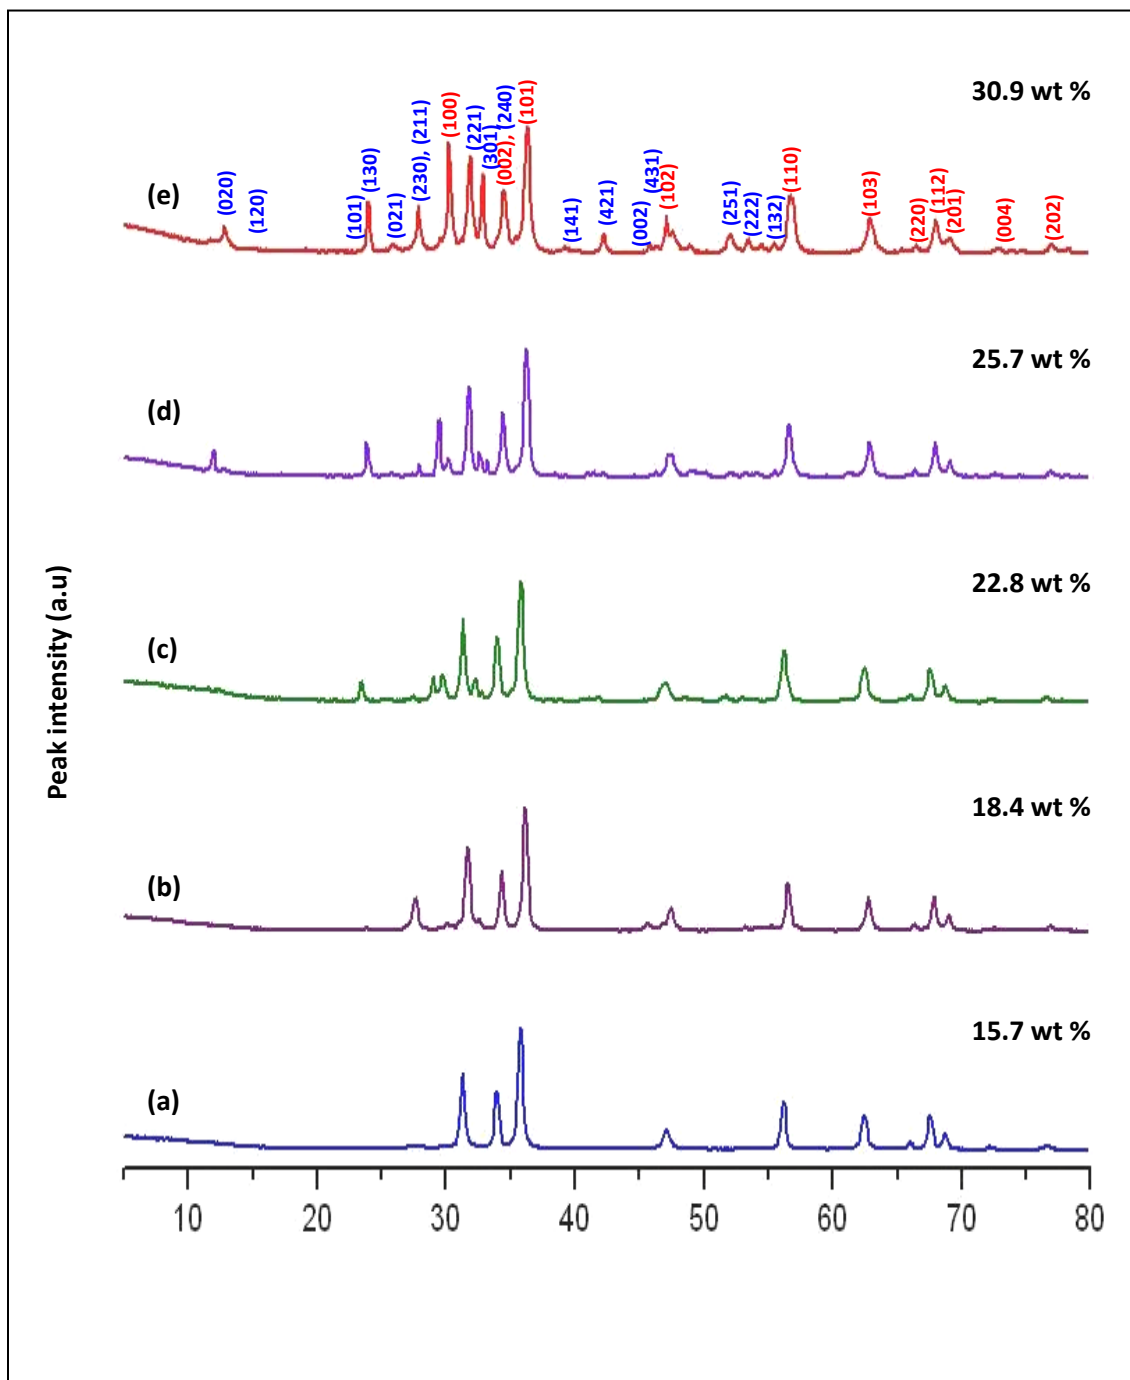 30.9 wt %
(e)
(020)
(120)
(101)
(130)
(021)
(230), (211)
(100)
(221)
(301)
(002), (240)
(101)
(141)
(421)
(002)
(431)
(102)
(251)
(222)
(132)
(110)
(103)
(220)
(112)
(201)
(004)
(202)
25.7 wt %
(d)
22.8 wt %
(c)
Peak intensity (a.u)
18.4 wt %
(b)
15.7 wt %
(a)
10 20 30 40 50 60 70 80